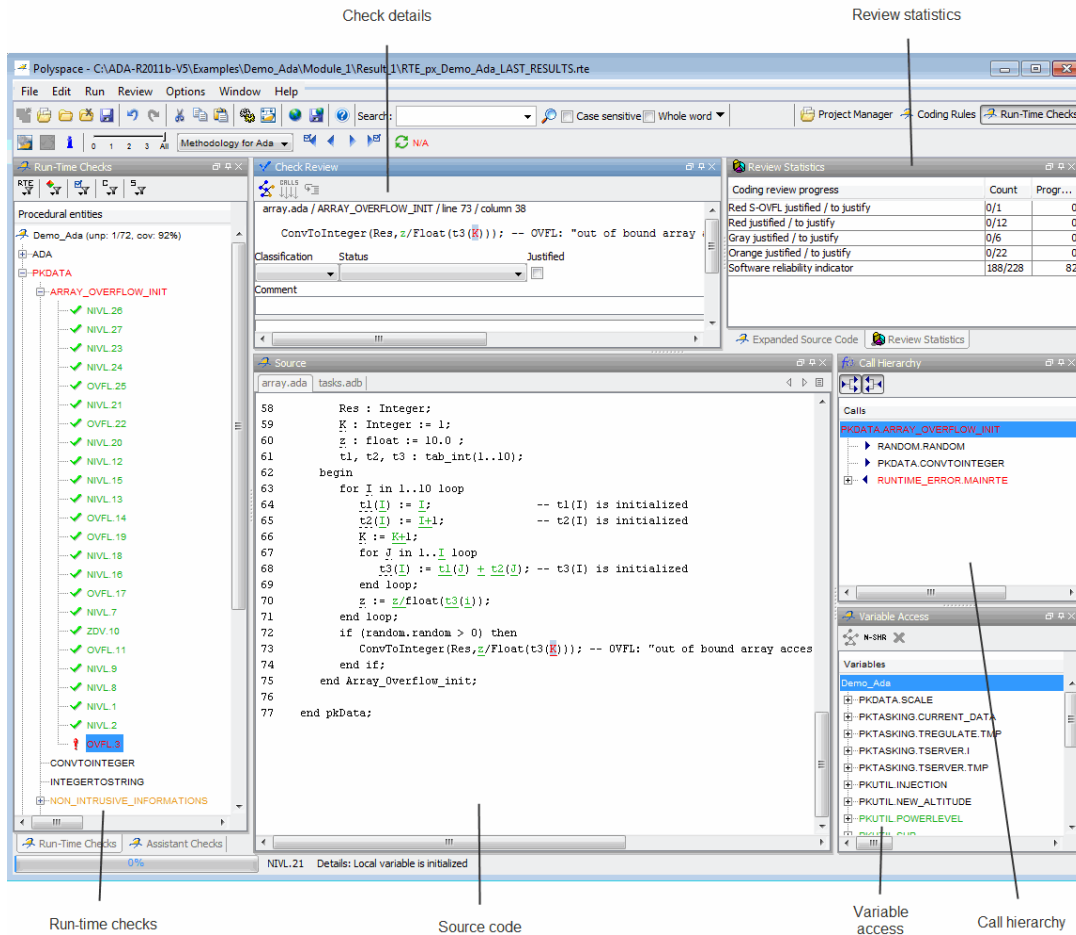 Check details
Review statistics
Polyspace - C:\ADA-R2011b-V5\Examples\Demo_Ada\Module_1\Result_1\RTE_px_Demo_Ada_LAST_RESULTS.rte
File Edit Run Review Options Window Help
Search: Case sensitive Whole word Project Manager Coding Rules Run-Time Checks
0 1 2 3 All Methodology for Ada N/A
Run-Time Checks
RTE C S
Procedural entities
Demo_Ada (unp: 1/72, cov: 92%)
ADA
PKDATA
ARRAY_OVERFLOW_INIT
NIVL.26
NIVL.27
NIVL.23
NIVL.24
OVFL.25
NIVL.21
OVFL.22
NIVL.20
NIVL.12
NIVL.15
NIVL.13
OVFL.14
OVFL.19
NIVL.18
NIVL.16
OVFL.17
NIVL.7
ZDV.10
OVFL.11
NIVL.9
NIVL.8
NIVL.1
NIVL.2
OVFL.3
CONVTOINTEGER
INTEGERTOSTRING
NON_INTRUSIVE_INFORMATIONS
Run-Time Checks Assistant Checks
0%
Check Review
CALLS
array.ada / ARRAY_OVERFLOW_INIT / line 73 / column 38
ConvToInteger(Res,z/Float(t3(K))); -- OVFL: "out of bound array a
Classification Status Justified
Comment
Review Statistics
Coding review progress Count Progr...
Red S-OVFL justified / to justify 0/1 0
Red justified / to justify 0/12 0
Gray justified / to justify 0/6 0
Orange justified / to justify 0/22 0
Software reliability indicator 188/228 82
Expanded Source Code Review Statistics
Source
array.ada tasks.adb
58 Res : Integer;
59 K : Integer := 1;
60 z : float := 10.0 ;
61 t1, t2, t3 : tab_int(1..10);
62 begin
63 for I in 1..10 loop
64 t1(I) := I; -- t1(I) is initialized
65 t2(I) := I+1; -- t2(I) is initialized
66 K := K+1;
67 for J in 1..I loop
68 t3(I) := t1(J) + t2(J); -- t3(I) is initialized
69 end loop;
70 z := z/float(t3(i));
71 end loop;
72 if (random.random > 0) then
73 ConvToInteger(Res,z/Float(t3(K))); -- OVFL: "out of bound array acces
74 end if;
75 end Array_Overflow_init;
76
77 end pkData;
NIVL.21 Details: Local variable is initialized
Call Hierarchy
Calls
PKDATA.ARRAY_OVERFLOW_INIT
RANDOM.RANDOM
PKDATA.CONVTOINTEGER
RUNTIME_ERROR.MAINRTE
Variable Access
N-SHR
Variables
Demo_Ada
PKDATA.SCALE
PKTASKING.CURRENT_DATA
PKTASKING.TREGULATE.TMP
PKTASKING.TSERVER.I
PKTASKING.TSERVER.TMP
PKUTIL.INJECTION
PKUTIL.NEW_ALTITUDE
PKUTIL.POWERLEVEL
Run-time checks
Source code
Variable
access
Call hierarchy